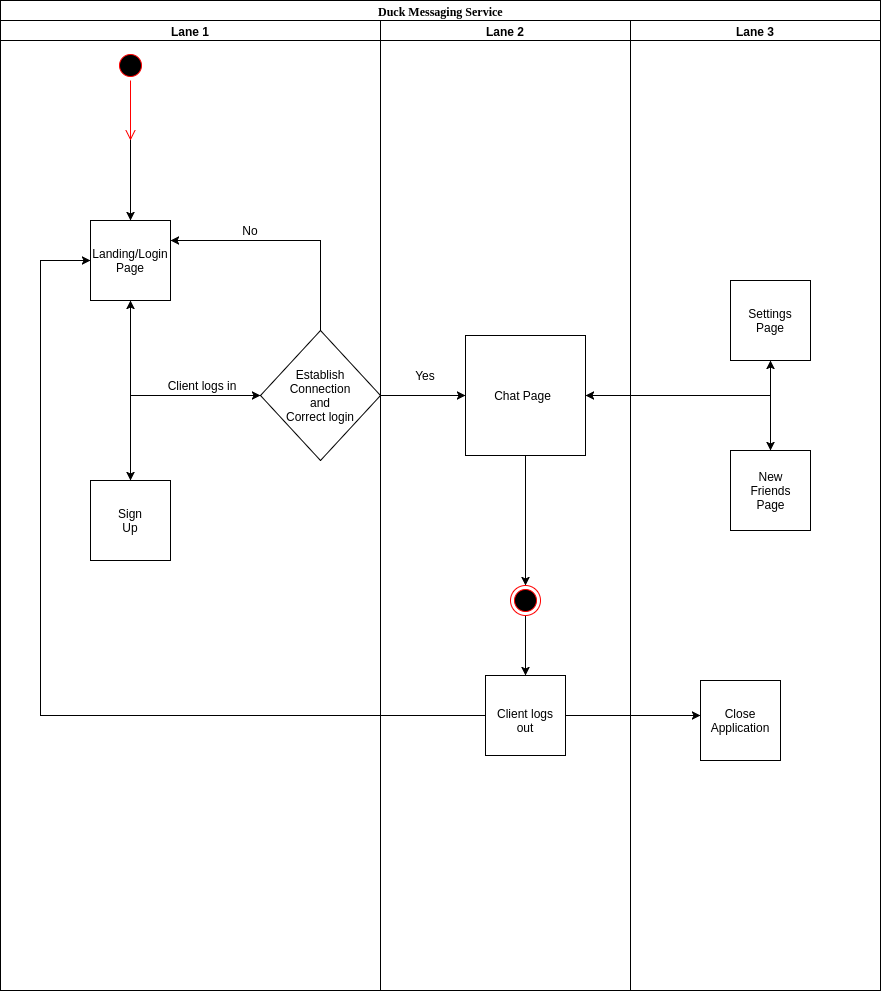 Duck Messaging Service
Lane 1
Lane 2
Lane 3
No
Landing/Login
Page
Settings
Page
Client logs in
Establish
Connection
and
Correct login
Yes
Chat Page
New
Friends
Page
Sign
Up
Client logs
out
Close
Application